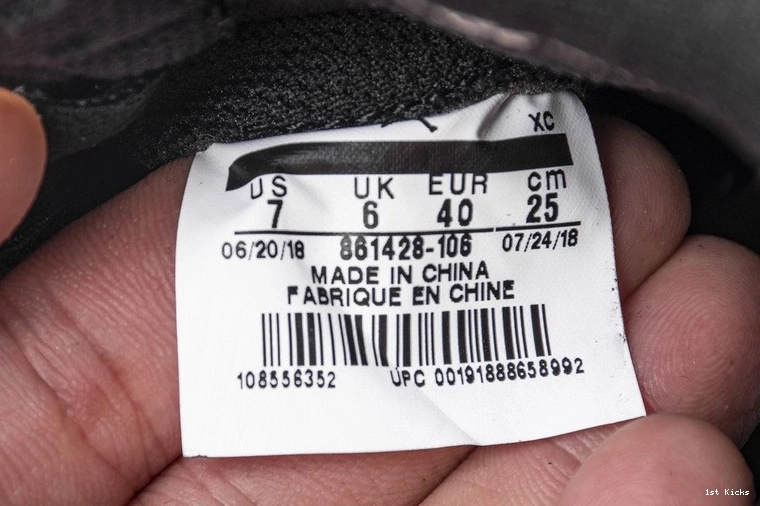 XC
US UK EUR cm
7 6 40 25
06/20/18 861428-106 07/24/18
MADE IN CHINA
FABRIQUE EN CHINE
108556352 UPC 00191888658992
1st Kicks